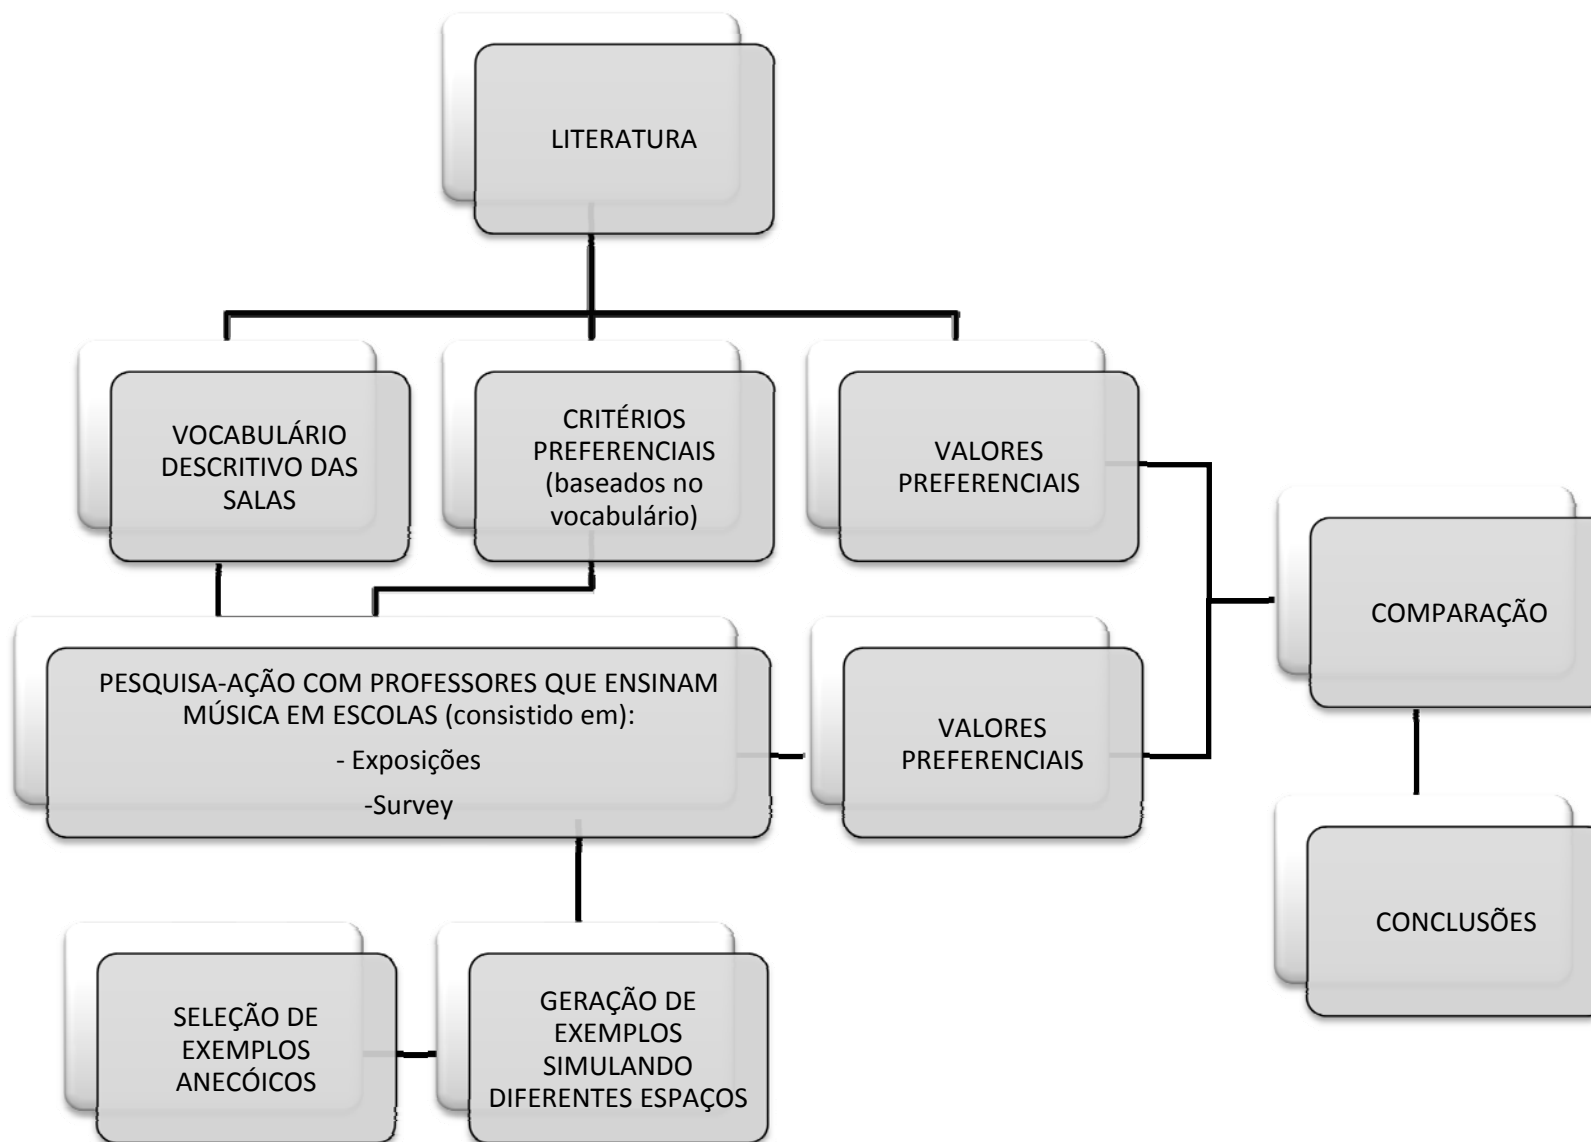 LITERATURA
VOCABULÁRIO
DESCRITIVO DAS
SALAS
CRITÉRIOS
PREFERENCIAIS
(baseados no
vocabulário)
VALORES
PREFERENCIAIS
COMPARAÇÃO
PESQUISA-AÇÃO COM PROFESSORES QUE ENSINAM
MÚSICA EM ESCOLAS (consistido em):
- Exposições
-Survey
VALORES
PREFERENCIAIS
CONCLUSÕES
SELEÇÃO DE
EXEMPLOS
ANECÓICOS
GERAÇÃO DE
EXEMPLOS
SIMULANDO
DIFERENTES ESPAÇOS